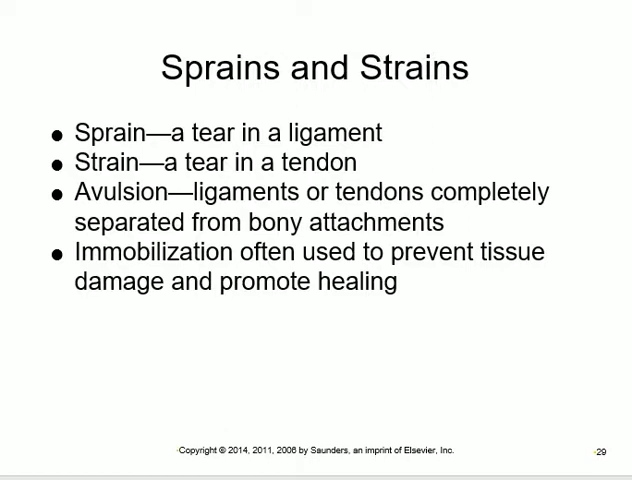 Sprains and Strains
● Sprain—a tear in a ligament
● Strain—a tear in a tendon
● Avulsion—ligaments or tendons completely
separated from bony attachments
● Immobilization often used to prevent tissue
damage and promote healing
Copyright © 2014, 2011, 2006 by Saunders, an imprint of Elsevier, Inc.
29